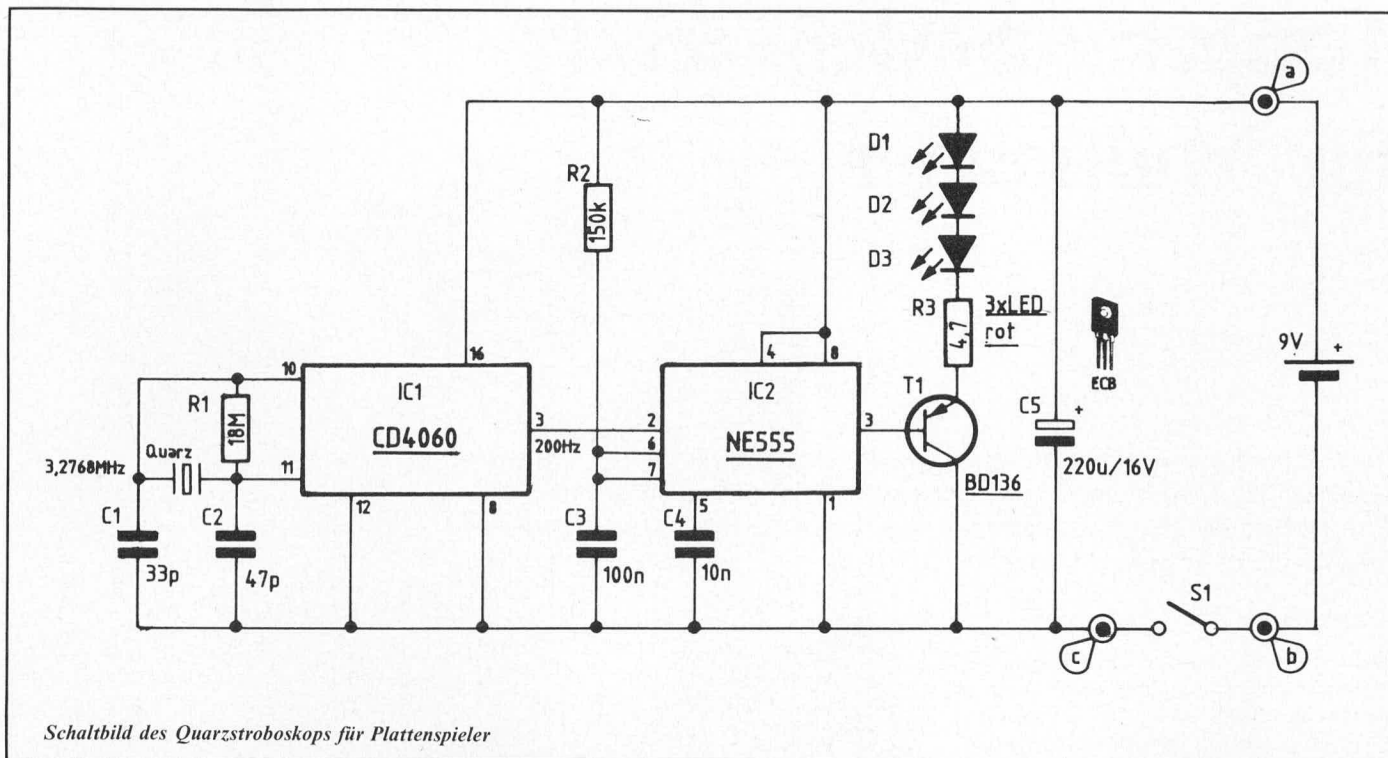 a
D1
R2
D2
150k
D3
R3
3xLED
rot
4,7
9V
+
16
4
8
ECB
10
IC1
IC2
T1
C5
+
R1
18M
CD4060
3
200Hz
2
6
7
NE555
3
Quarz
3,2768MHz
11
220u/16V
BD136
12
8
5
1
C1
C2
C3
C4
33p
47p
100n
10n
S1
c
b
Schaltbild des Quarzstroboskops für Plattenspieler